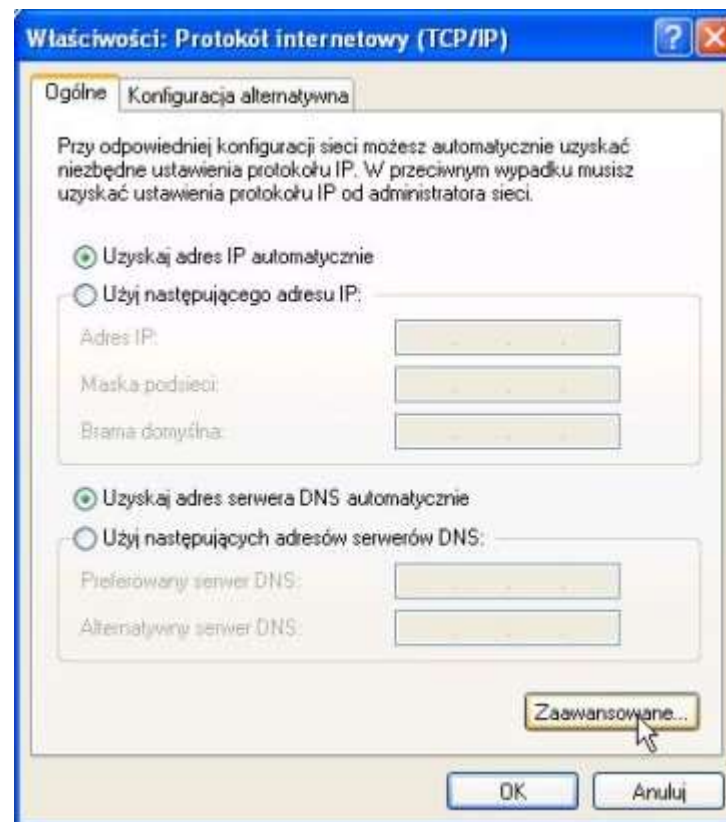 Właściwości: Protokół internetowy (TCP/IP)
Ogólne
Konfiguracja alternatywna
Przy odpowiedniej konfiguracji sieci możesz automatycznie uzyskać
niezbędne ustawienia protokołu IP. W przeciwnym wypadku musisz
uzyskać ustawienia protokołu IP od administratora sieci.
Uzyskaj adres IP automatycznie
Użyj następującego adresu IP:
Adres IP:
Maska podsieci:
Brama domyślna:
Uzyskaj adres serwera DNS automatycznie
Użyj następujących adresów serwerów DNS:
Preferowany serwer DNS:
Alternatywny serwer DNS:
Zaawansowane...
OK
Anuluj